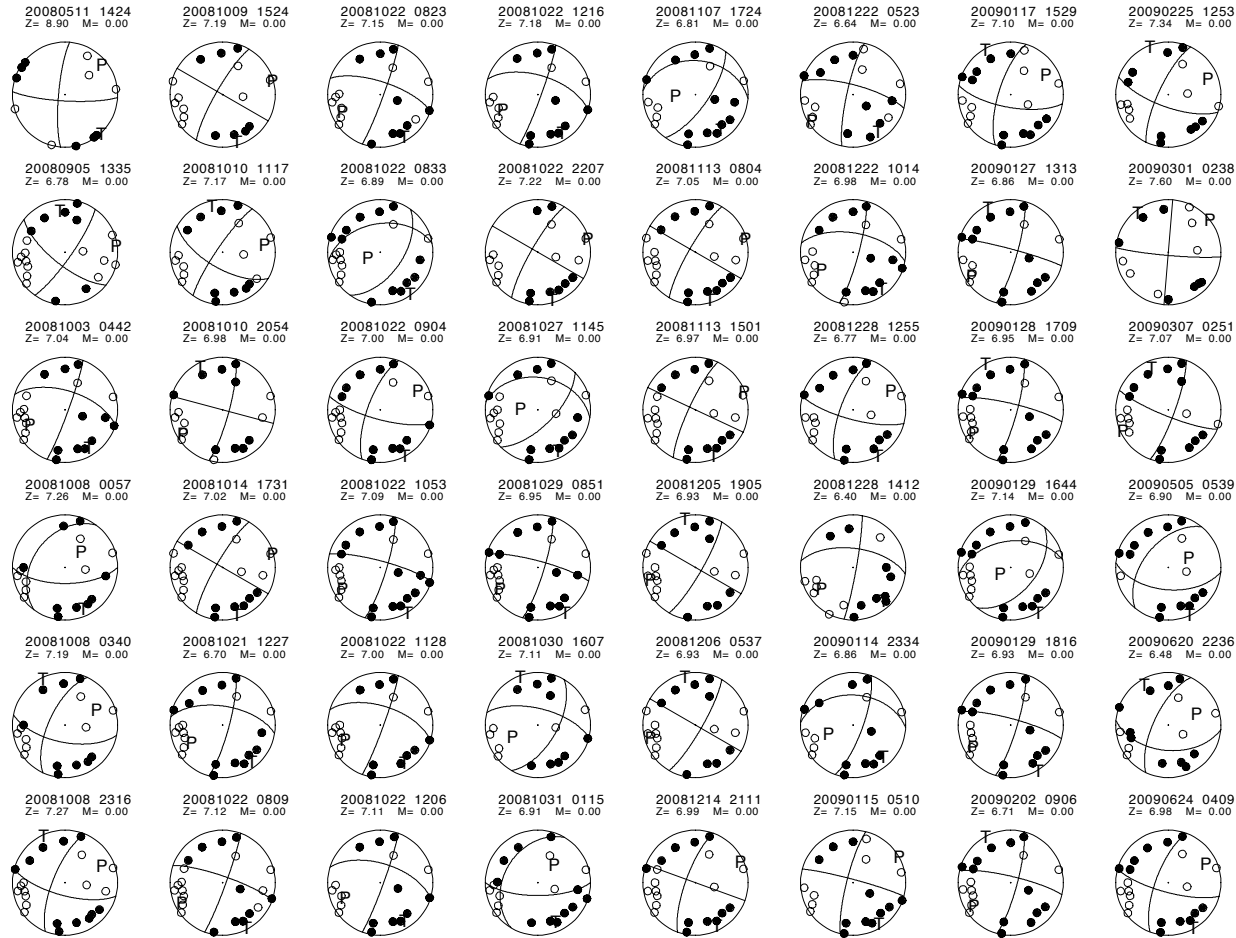 20080511 1424 20081009 1524 20081022 0823 20081022 1216 20081107 1724 20081222 0523 20090117 1529 20090225 1253
Z= 8.90 M= 0.00 Z= 7.19 M= 0.00 Z= 7.15 M= 0.00 Z= 7.18 M= 0.00 Z= 6.81 M= 0.00 Z= 6.64 M= 0.00 Z= 7.10 M= 0.00 Z= 7.34 M= 0.00
P T P T P T P T P T P T T P T P
20080905 1335 20081010 1117 20081022 0833 20081022 2207 20081113 0804 20081222 1014 20090127 1313 20090301 0238
Z= 6.78 M= 0.00 Z= 7.17 M= 0.00 Z= 6.89 M= 0.00 Z= 7.22 M= 0.00 Z= 7.05 M= 0.00 Z= 6.98 M= 0.00 Z= 6.86 M= 0.00 Z= 7.60 M= 0.00
T P T P P T P T P T P T T P T P
20081003 0442 20081010 2054 20081022 0904 20081027 1145 20081113 1501 20081228 1255 20090128 1709 20090307 0251
Z= 7.04 M= 0.00 Z= 6.98 M= 0.00 Z= 7.00 M= 0.00 Z= 6.91 M= 0.00 Z= 6.97 M= 0.00 Z= 6.77 M= 0.00 Z= 6.95 M= 0.00 Z= 7.07 M= 0.00
P T T P P T P T P T P T T P T P
20081008 0057 20081014 1731 20081022 1053 20081029 0851 20081205 1905 20081228 1412 20090129 1644 20090505 0539
Z= 7.26 M= 0.00 Z= 7.02 M= 0.00 Z= 7.09 M= 0.00 Z= 6.95 M= 0.00 Z= 6.93 M= 0.00 Z= 6.40 M= 0.00 Z= 7.14 M= 0.00 Z= 6.90 M= 0.00
P T P T P T P T T P P T P T P T
20081008 0340 20081021 1227 20081022 1128 20081030 1607 20081206 0537 20090114 2334 20090129 1816 20090620 2236
Z= 7.19 M= 0.00 Z= 6.70 M= 0.00 Z= 7.00 M= 0.00 Z= 7.11 M= 0.00 Z= 6.93 M= 0.00 Z= 6.86 M= 0.00 Z= 6.93 M= 0.00 Z= 6.48 M= 0.00
T P P T P T T P T P P T P T T P
20081008 2316 20081022 0809 20081022 1206 20081031 0115 20081214 2111 20090115 0510 20090202 0906 20090624 0409
Z= 7.27 M= 0.00 Z= 7.12 M= 0.00 Z= 7.11 M= 0.00 Z= 6.91 M= 0.00 Z= 6.99 M= 0.00 Z= 7.15 M= 0.00 Z= 6.71 M= 0.00 Z= 6.98 M= 0.00
T P P T P T P T P T P T T P P T